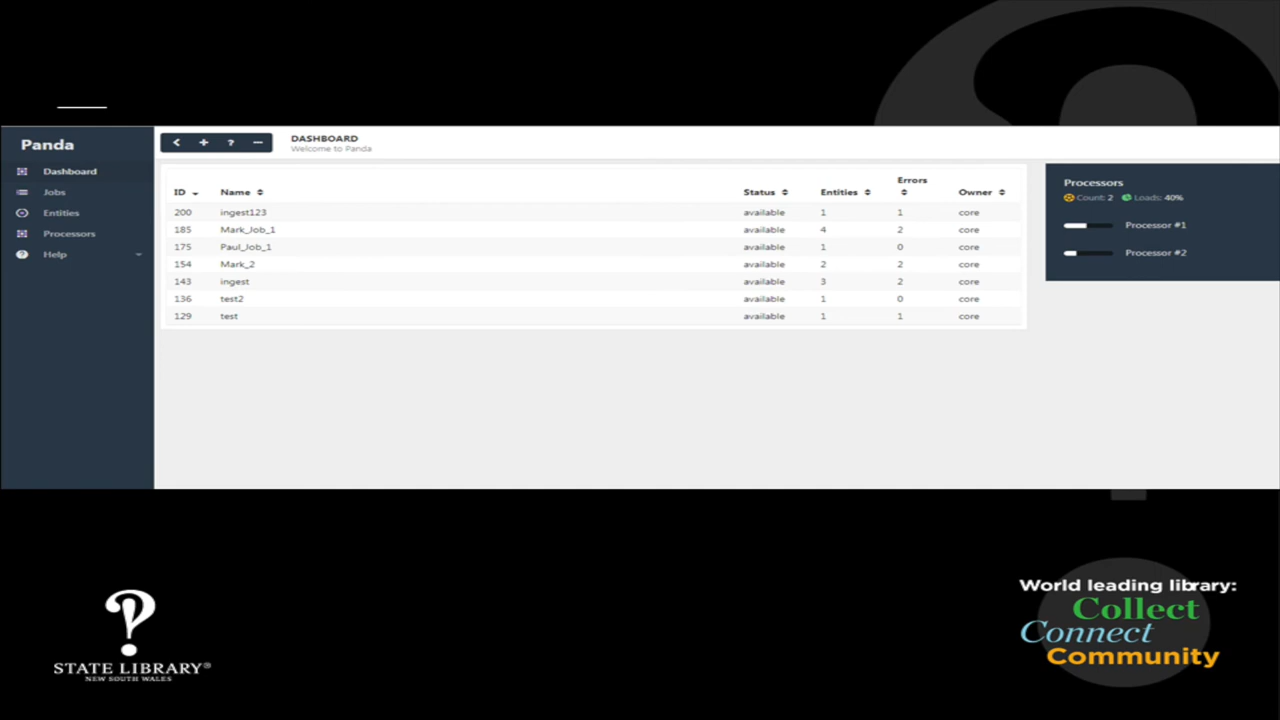 Panda
Dashboard
Jobs
Entities
Processors
Help
?
DASHBOARD
Welcome to Panda
ID Name Status Entities Errors Owner
200 ingest123 available 1 1 core
185 Mark_Job_1 available 4 2 core
175 Paul_Job_1 available 1 0 core
154 Mark_2 available 2 2 core
143 ingest available 3 2 core
136 test2 available 1 0 core
129 test available 1 1 core
Processors
Count: 2 Loads: 40%
Processor #1
Processor #2
STATE LIBRARY®
NEW SOUTH WALES
World leading library:
Collect
Connect
Community